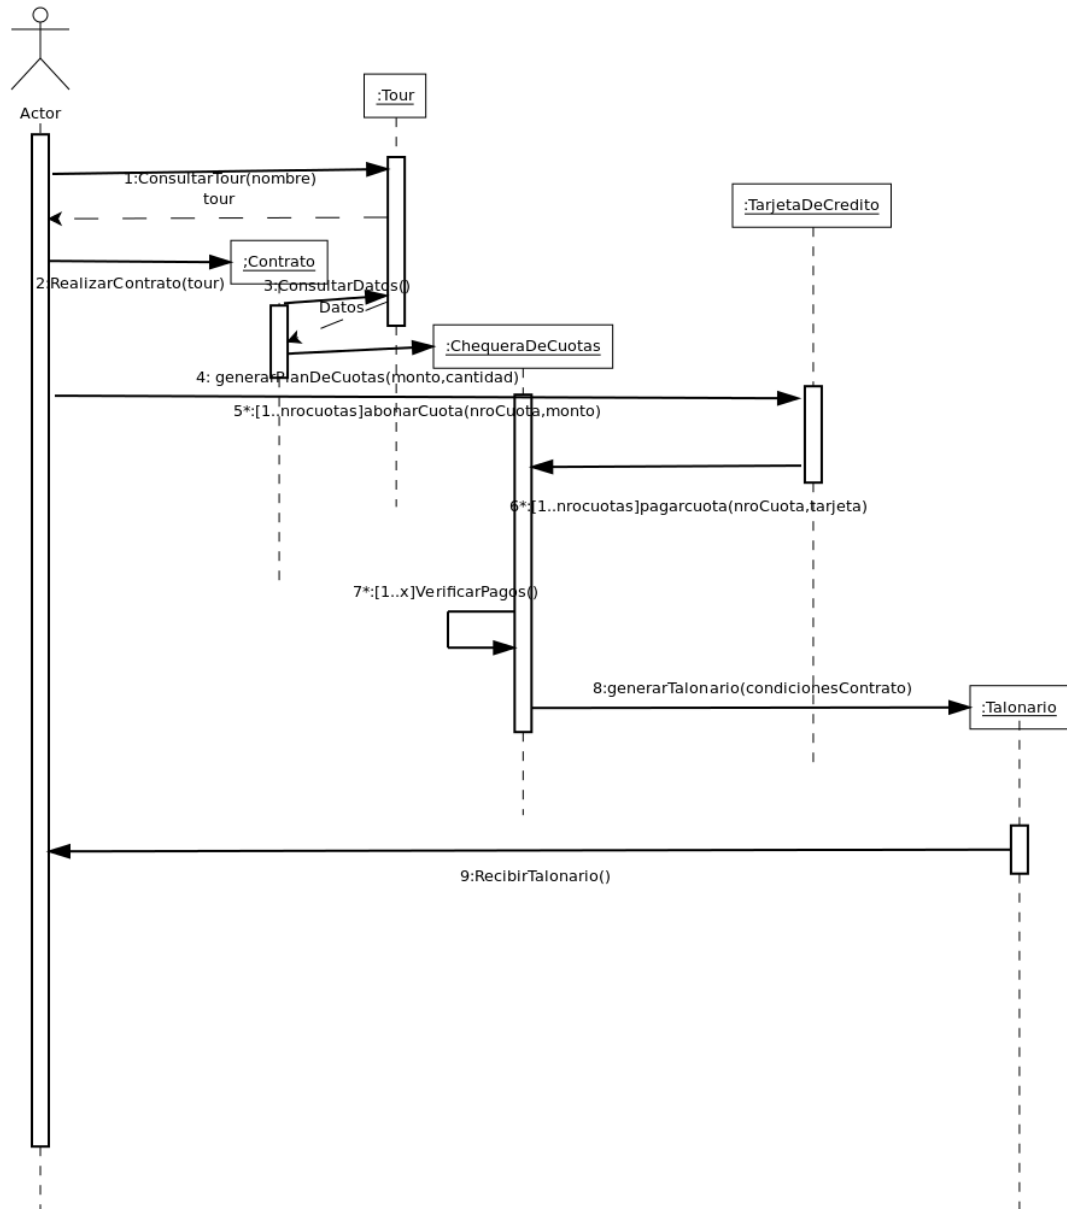 Actor
:Tour
1:ConsultarTour(nombre)
tour
:TarjetaDeCredito
;Contrato
2:RealizarContrato(tour)
3:ConsultarDatos()
Datos
:ChequeraDeCuotas
4: generarPlanDeCuotas(monto,cantidad)
5*:[1..nrocuotas]abonarCuota(nroCuota,monto)
6*:[1..nrocuotas]pagarcuota(nroCuota,tarjeta)
7*:[1..x]VerificarPagos()
8:generarTalonario(condicionesContrato)
:Talonario
9:RecibirTalonario()